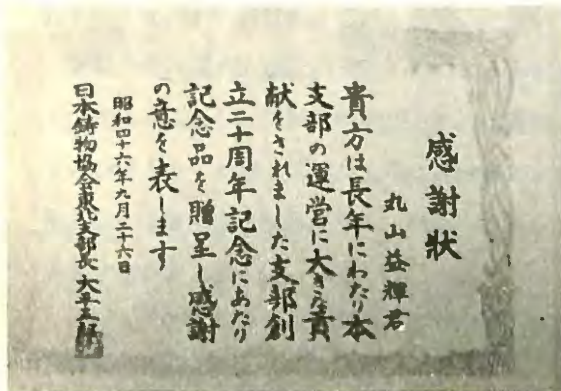 感謝状
丸山益輝君
貴方は長年にわたり本
支部の運営に大きな貢
献をされました支部創
立二十周年記念にあたり
記念品を贈呈し感謝
の意を表します
昭和四十六年九月二十六日
日本鋳物協会東北支部長 大平五郎